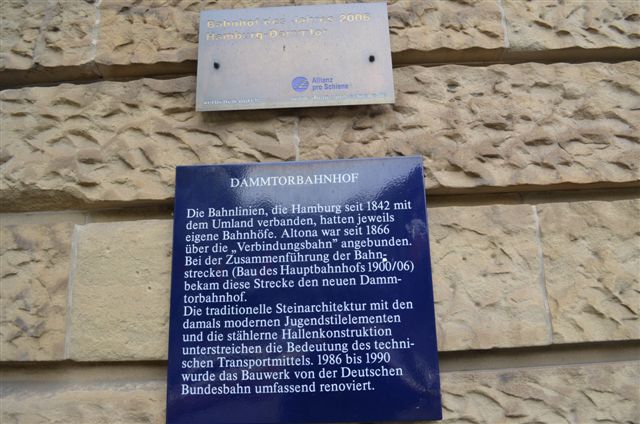 Bahnhof des Jahres 2006
Hamburg-Dammtor
Allianz
pro Schiene
DAMMTORBAHNHOF
Die Bahnlinien, die Hamburg seit 1842 mit
dem Umland verbanden, hatten jeweils
eigene Bahnhöfe. Altona war seit 1866
über die „Verbindungsbahn” angebunden.
Bei der Zusammenführung der Bahn-
strecken (Bau des Hauptbahnhofs 1900/06)
bekam diese Strecke den neuen Damm-
torbahnhof.
Die traditionelle Steinarchitektur mit den
damals modernen Jugendstilelementen
und die stählerne Hallenkonstruktion
unterstreichen die Bedeutung des techni-
schen Transportmittels. 1986 bis 1990
wurde das Bauwerk von der Deutschen
Bundesbahn umfassend renoviert.